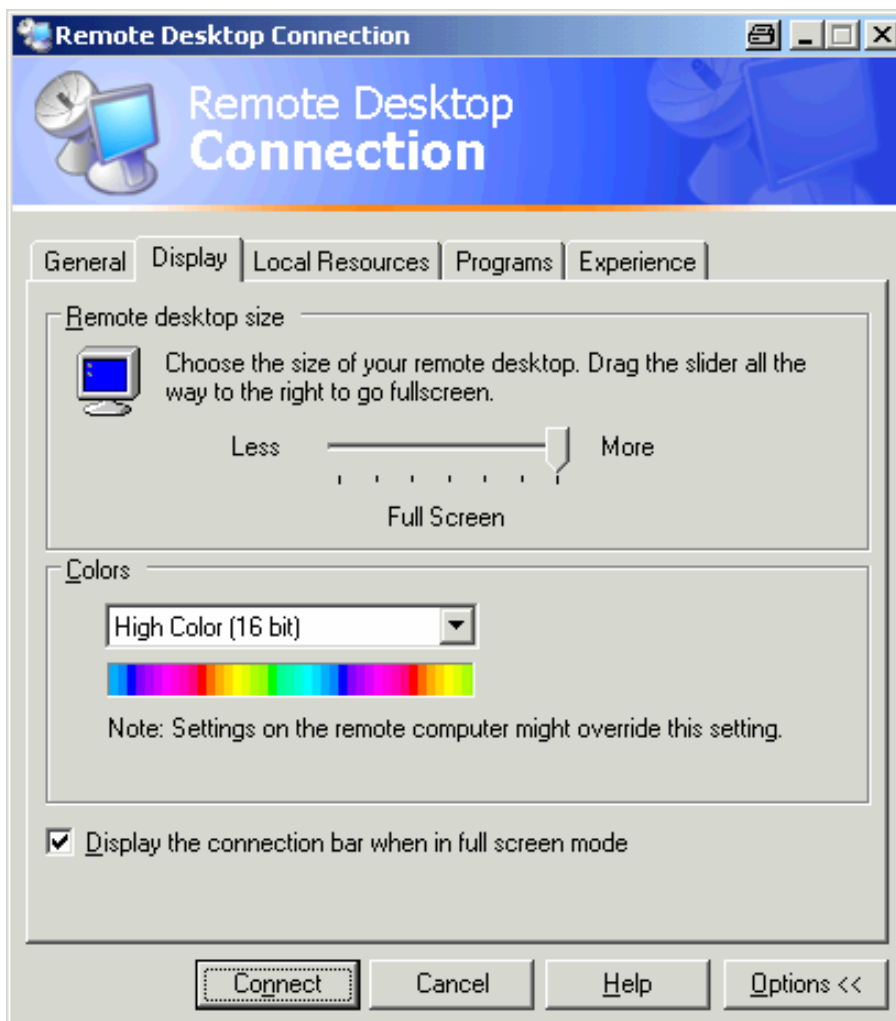 Remote Desktop Connection
Remote Desktop
Connection
General Display Local Resources Programs Experience
Remote desktop size
Choose the size of your remote desktop. Drag the slider all the
way to the right to go fullscreen.
Less More
Full Screen
Colors
High Color (16 bit)
Note: Settings on the remote computer might override this setting.
Display the connection bar when in full screen mode
Connect Cancel Help Options <<